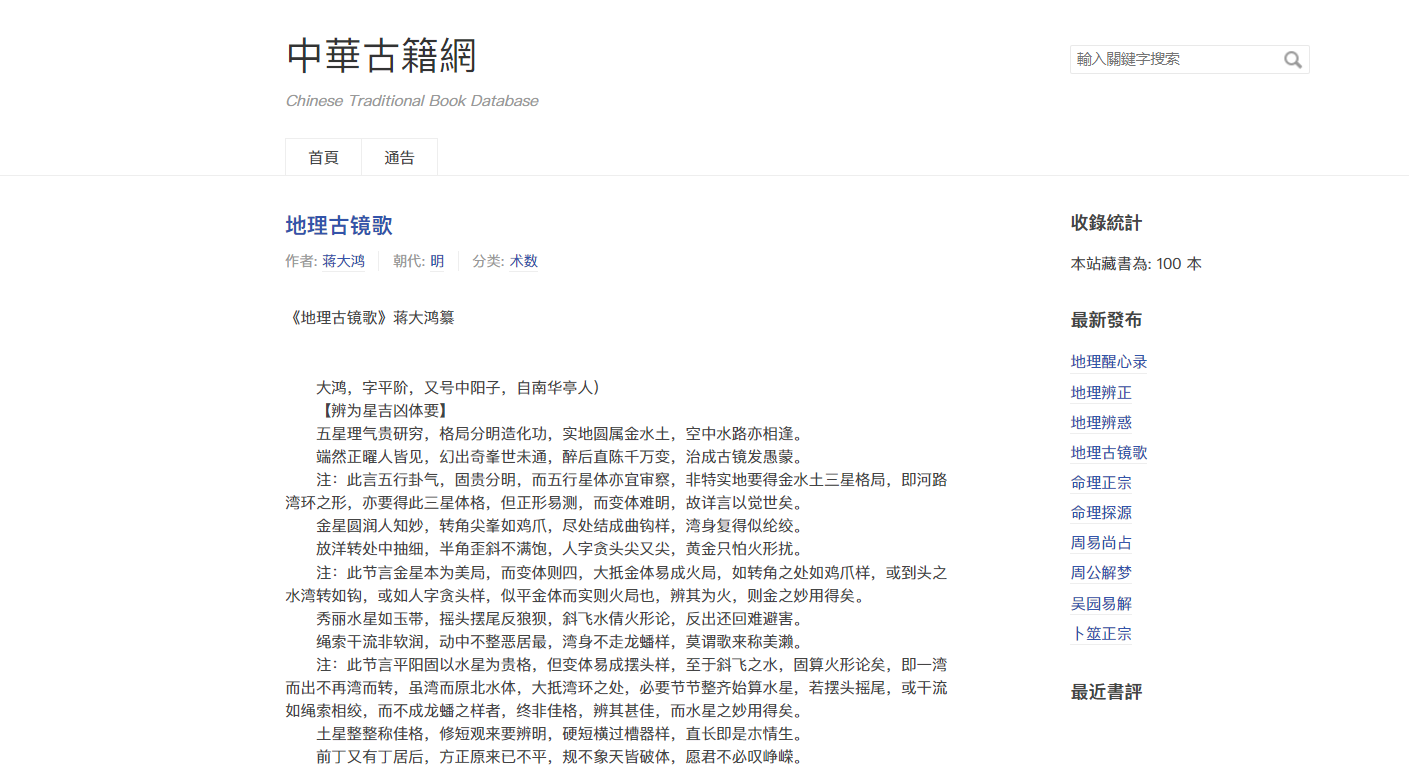 中華古籍網
Chinese Traditional Book Database
輸入關鍵字搜索
首頁
通告
地理古镜歌
作者: 蒋大鸿
朝代: 明
分类: 术数
《地理古镜歌》蒋大鸿纂
大鸿，字平阶，又号中阳子，自南华亭人）
【辨为星吉凶体要】
五星理气贵研穷，格局分明造化功，实地圆属金水土，空中水路亦相逢。
端然正曜人皆见，幻出奇峯世未通，醉后直陈千万变，治成古镜发愚蒙。
注：此言五行卦气，固贵分明，而五行星体亦宜审察，非特实地要得金水土三星格局，即河路
湾环之形，亦要得此三星体格，但正形易测，而变体难明，故详言以觉世矣。
金星圆润人知妙，转角尖峯如鸡爪，尽处结成曲钩样，湾身复得似纶绞。
放洋转处中抽细，半角歪斜不满饱，人字贪头尖又尖，黄金只怕火形扰。
注：此节言金星本为美局，而变体则四，大抵金体易成火局，如转角之处如鸡爪样，或到头之
水湾转如钩，或如人字贪头样，似平金体而实则火局也，辨其为火，则金之妙用得矣。
秀丽水星如玉带，摇头摆尾反狼狈，斜飞水倩火形论，反出还回难避害。
绳索干流非软润，动中不整恶居最，湾身不走龙蟠样，莫谓歌来称美濑。
注：此节言平阳固以水星为贵格，但变体易成摆头样，至于斜飞之水，固算火形论矣，即一湾
而出不再湾而转，虽湾而原北水体，大抵湾环之处，必要节节整齐始算水星，若摆头摇尾，或干流
如绳索相绞，而不成龙蟠之样者，终非佳格，辨其甚佳，而水星之妙用得矣。
土星整整称佳格，修短观来要辨明，硬短横过槽器样，直长即是木情生。
前丁又有丁居后，方正原来已不平，规不象天皆破体，愿君不必叹峥嵘。
收錄統計
本站藏書為: 100 本
最新發布
地理醒心录
地理辨正
地理辨惑
地理古镜歌
命理正宗
命理探源
周易尚占
周公解梦
吴园易解
卜筮正宗
最近書評